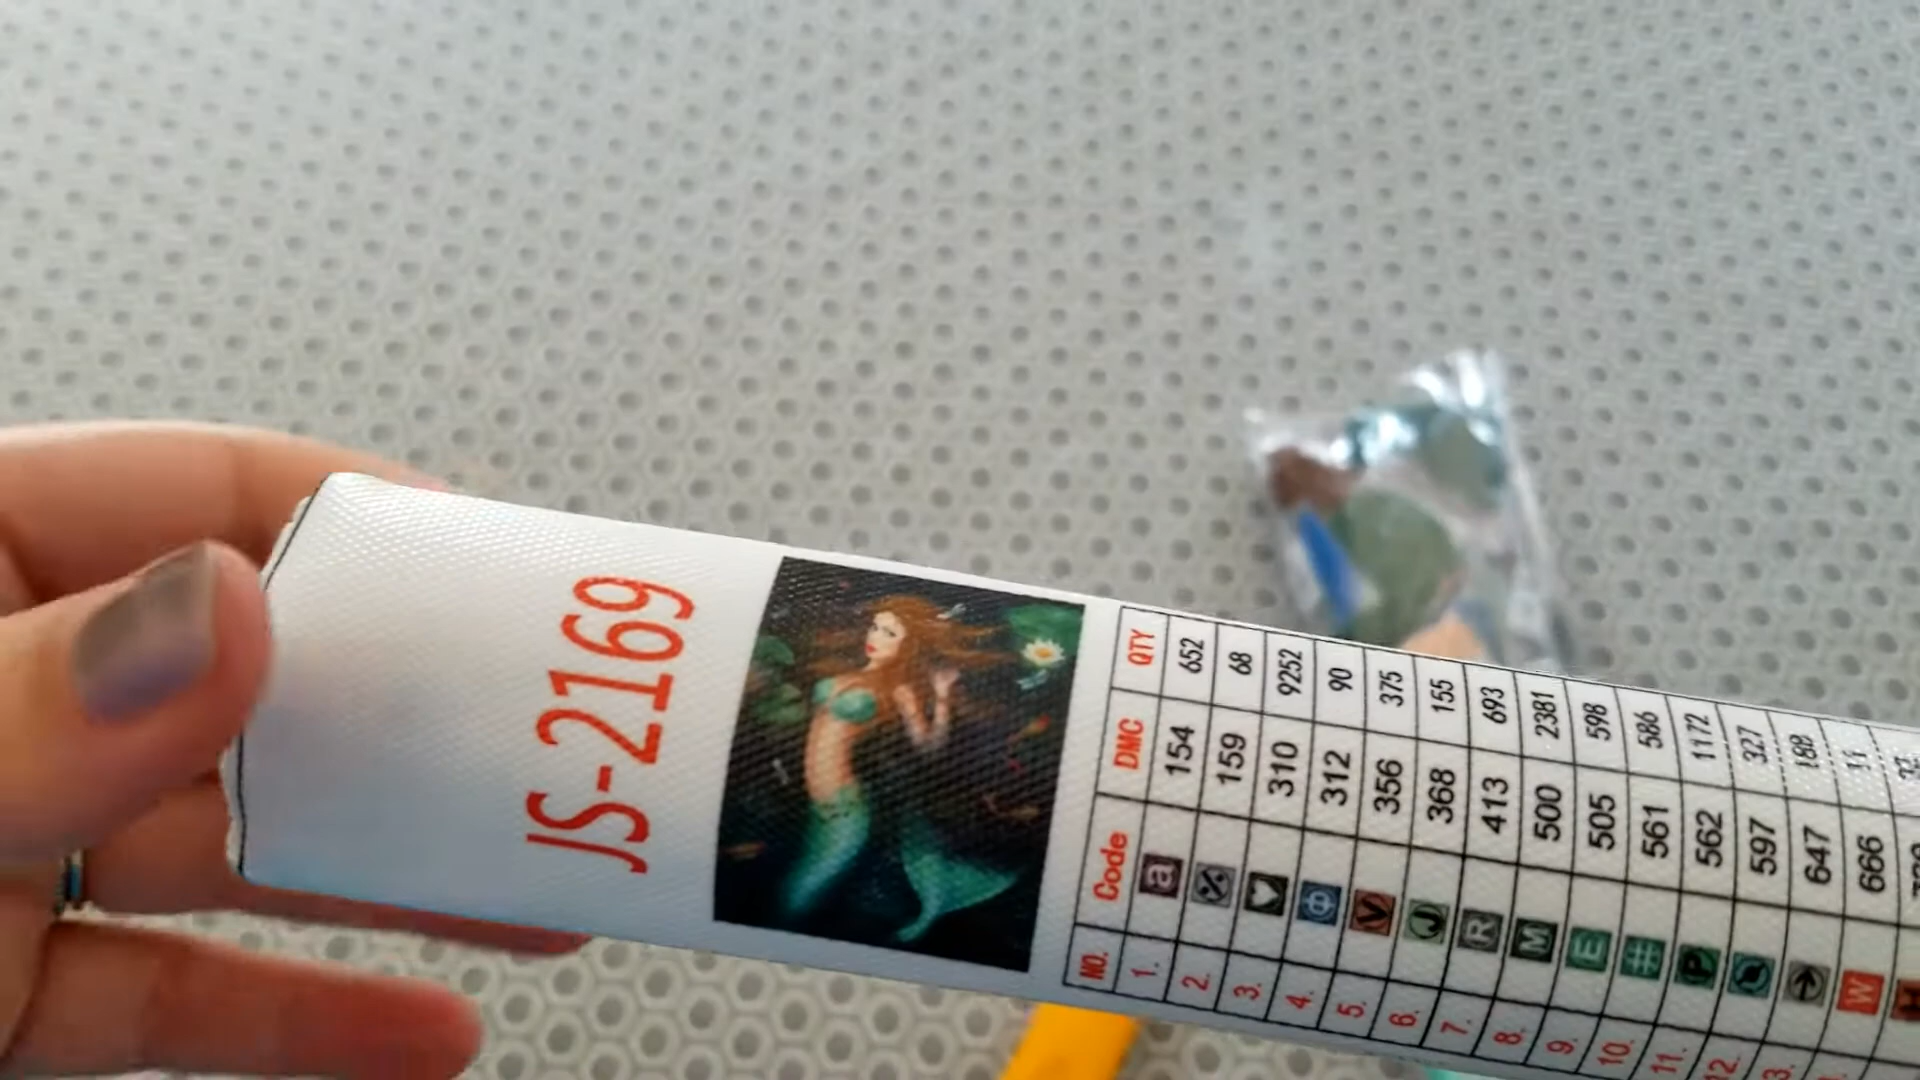 JS-2169
NO. Code DMC QTY
1. a 154 652
2. 159 68
3. 310 9252
4. Φ 312 90
5. V 356 375
6. J 368 155
7. R 413 693
8. M 500 2381
9. E 505 598
10. # 561 586
11. P 562 1172
12. 597 327
3. → 647 188
W 666 11
H